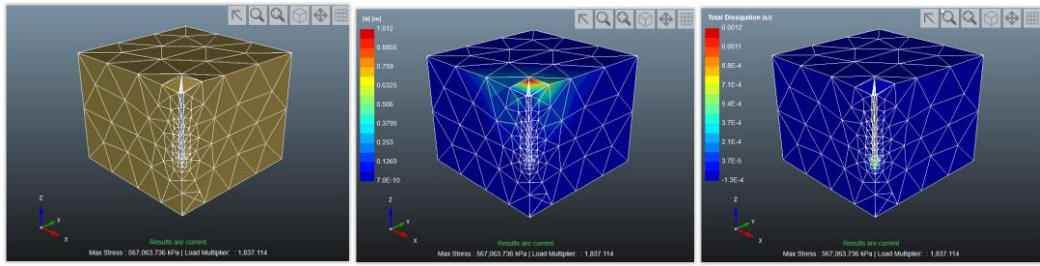 Z
Y
X
Results are current
Max Stress : 567,063.736 kPa | Load Multiplier: : 1,837.114
|u| [m]
1.012
0.8855
0.759
0.6325
0.506
0.3795
0.253
0.1265
7.0E-10
Z
Y
X
Results are current
Max Stress : 567,063.736 kPa | Load Multiplier: : 1,837.114
Total Dissipation [kJ]
0.0012
0.0011
8.8E-4
7.1E-4
5.4E-4
3.7E-4
2.0E-4
3.7E-5
-1.3E-4
Z
Y
X
Results are current
Max Stress : 567,063.736 kPa | Load Multiplier: : 1,837.114